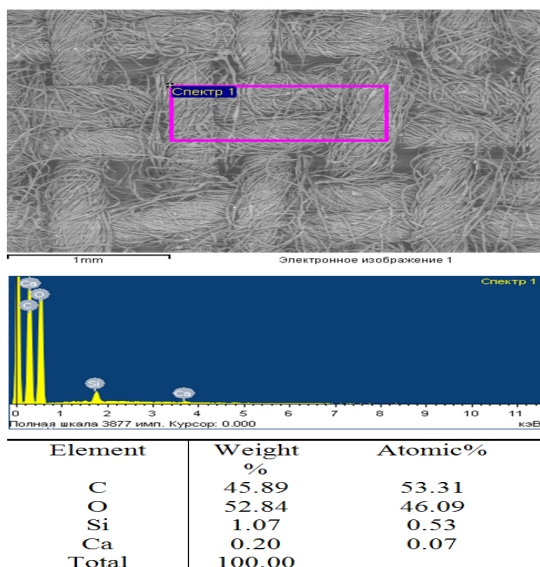 Спектр 1
1mm Электронное изображение 1
Спектр 1
Ca
O
C
Si
Ca
0 1 2 3 4 5 6 7 8 9 10 11
Полная шкала 3877 имп. Курсор: 0.000 кэВ
Element Weight % Atomic%
C 45.89 53.31
O 52.84 46.09
Si 1.07 0.53
Ca 0.20 0.07
Total 100.00